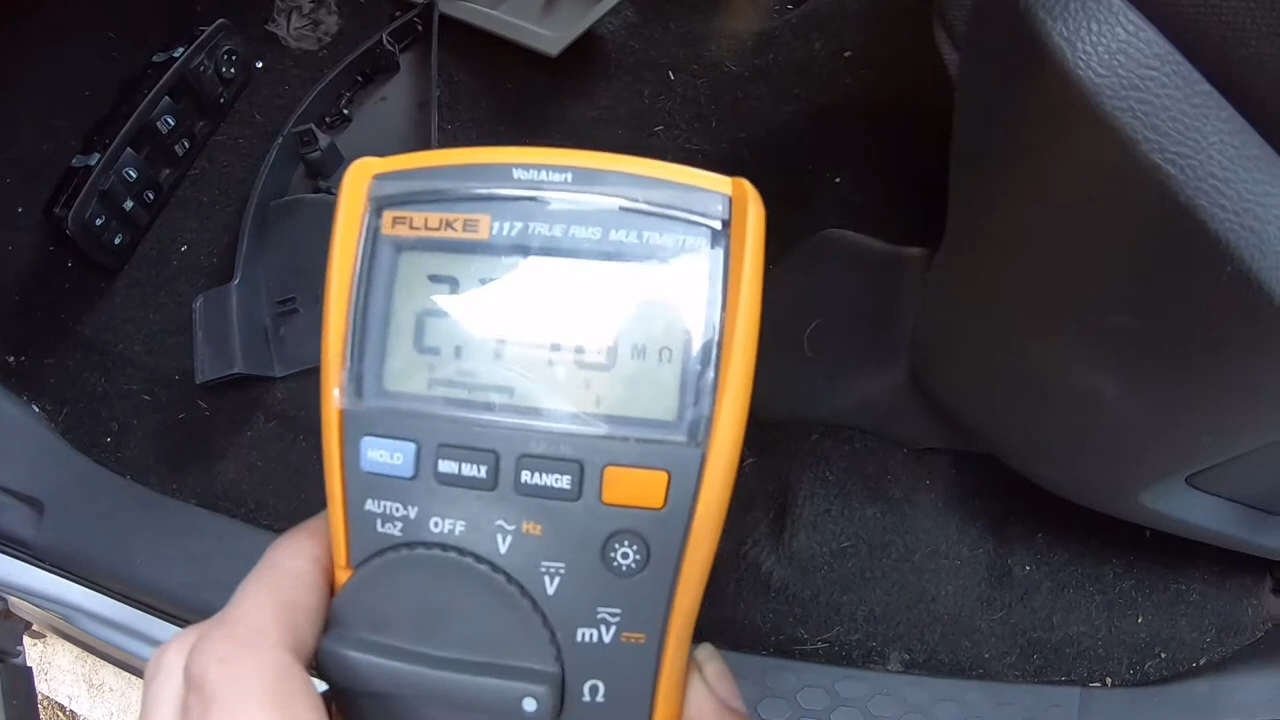 VoltAlert
FLUKE 117 TRUE RMS MULTIMETER
MΩ
HOLD
MIN MAX
RANGE
AUTO-V
LoZ
OFF
V Hz
V
mV
Ω